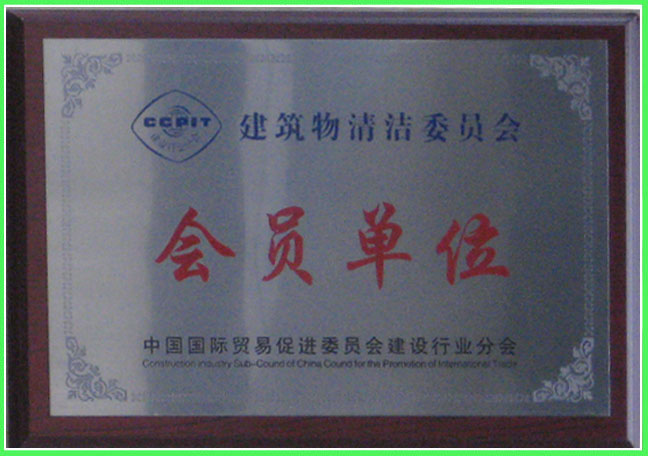 CCPIT
建筑物清洁委员会
会员单位
中国国际贸易促进委员会建设行业分会
Construction Industry Sub-Council of China Council for the Promotion of International Trade